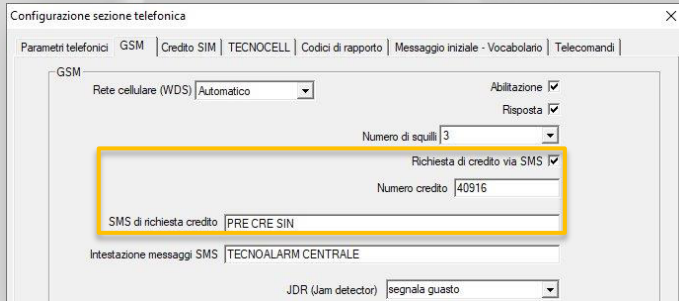 Configurazione sezione telefonica
Parametri telefonici GSM Credito SIM TECNOCELL Codici di rapporto Messaggio iniziale - Vocabolario Telecomandi
GSM
Rete cellulare (WDS) Automatico Abilitazione
Risposta
Numero di squilli 3
Richiesta di credito via SMS
Numero credito 40916
SMS di richiesta credito PRE CRE SIN
Intestazione messaggi SMS TECNOALARM CENTRALE
JDR (Jam detector) segnala guasto